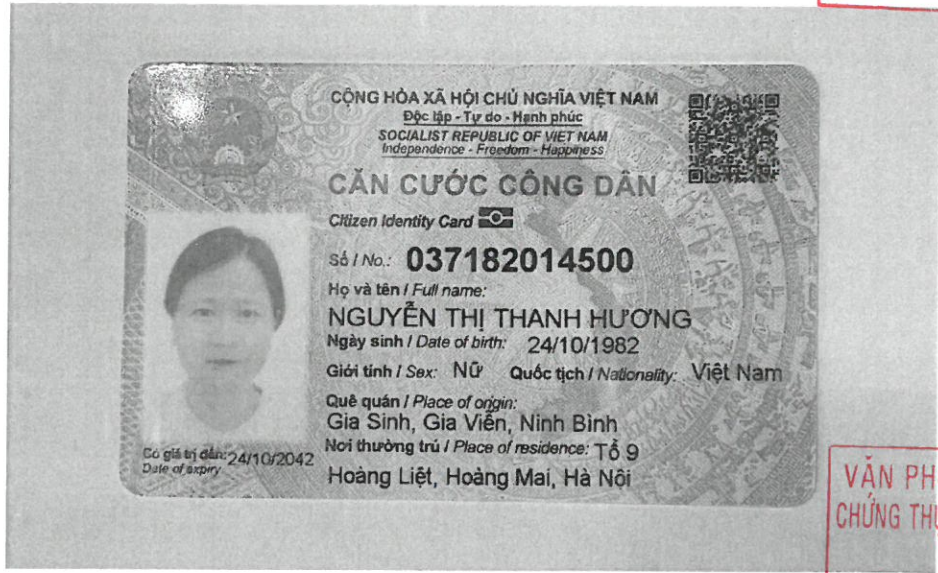 CỘNG HÒA XÃ HỘI CHỦ NGHĨA VIỆT NAM
Độc lập - Tự do - Hạnh phúc
SOCIALIST REPUBLIC OF VIET NAM
Independence - Freedom - Happiness
CĂN CƯỚC CÔNG DÂN
Citizen Identity Card
Số / No.: 037182014500
Họ và tên / Full name:
NGUYỄN THỊ THANH HƯƠNG
Ngày sinh / Date of birth: 24/10/1982
Giới tính / Sex: Nữ Quốc tịch / Nationality: Việt Nam
Quê quán / Place of origin:
Gia Sinh, Gia Viễn, Ninh Bình
Nơi thường trú / Place of residence: Tổ 9
Hoàng Liệt, Hoàng Mai, Hà Nội
Có giá trị đến: 24/10/2042
Date of expiry
VĂN PH
CHỨNG TH